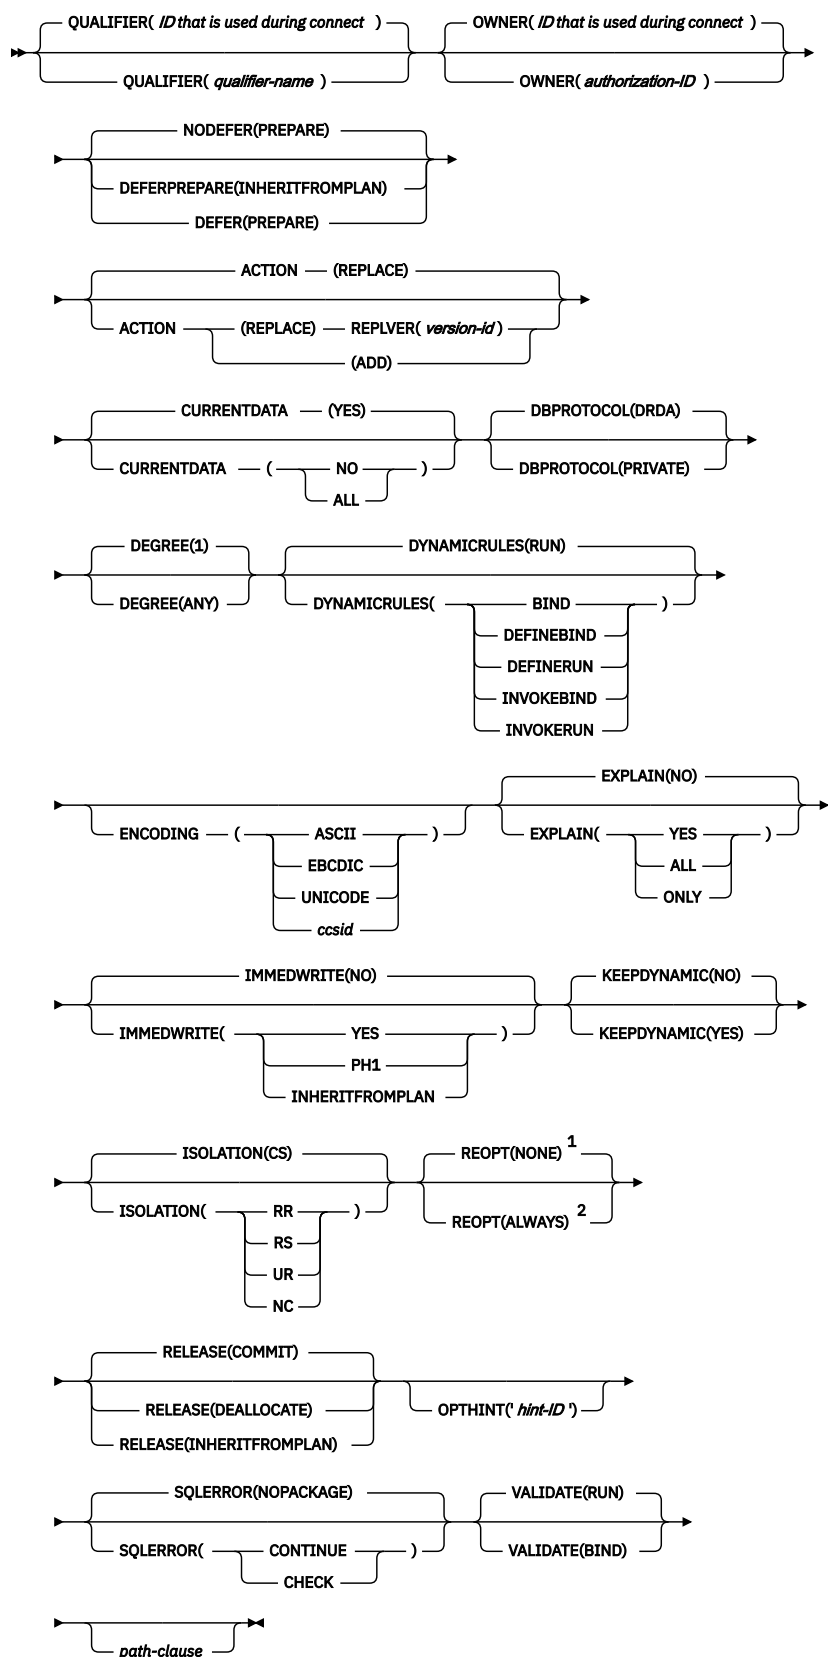 QUALIFIER( ID that is used during connect ) OWNER( ID that is used during connect )
QUALIFIER( qualifier-name ) OWNER( authorization-ID )
NODEFER(PREPARE)
DEFERPREPARE(INHERITFROMPLAN)
DEFER(PREPARE)
ACTION (REPLACE)
ACTION (REPLACE) REPLVER( version-id )
(ADD)
CURRENTDATA (YES) DBPROTOCOL(DRDA)
CURRENTDATA ( NO ) DBPROTOCOL(PRIVATE)
ALL
DEGREE(1) DYNAMICRULES(RUN)
DEGREE(ANY) DYNAMICRULES( BIND )
DEFINEBIND
DEFINERUN
INVOKEBIND
INVOKERUN
EXPLAIN(NO)
ENCODING ( ASCII ) EXPLAIN( YES )
EBCDIC ALL
UNICODE ONLY
ccsid
IMMEDWRITE(NO) KEEPDYNAMIC(NO)
IMMEDWRITE( YES ) KEEPDYNAMIC(YES)
PH1
INHERITFROMPLAN
ISOLATION(CS) REOPT(NONE) 1
ISOLATION( RR ) REOPT(ALWAYS) 2
RS
UR
NC
RELEASE(COMMIT)
RELEASE(DEALLOCATE) OPTHINT(' hint-ID ')
RELEASE(INHERITFROMPLAN)
SQLERROR(NOPACKAGE) VALIDATE(RUN)
SQLERROR( CONTINUE ) VALIDATE(BIND)
CHECK
path-clause